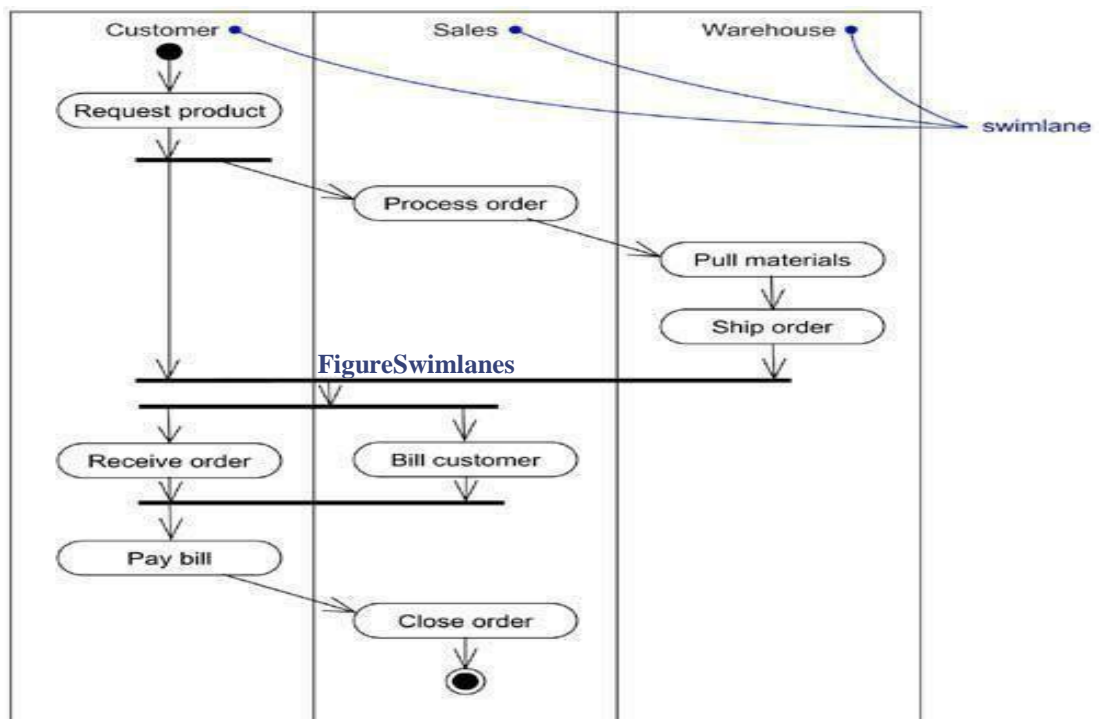 Customer Sales Warehouse
Request product
swimlane
Process order
Pull materials
Ship order
FigureSwimlanes
Receive order Bill customer
Pay bill
Close order